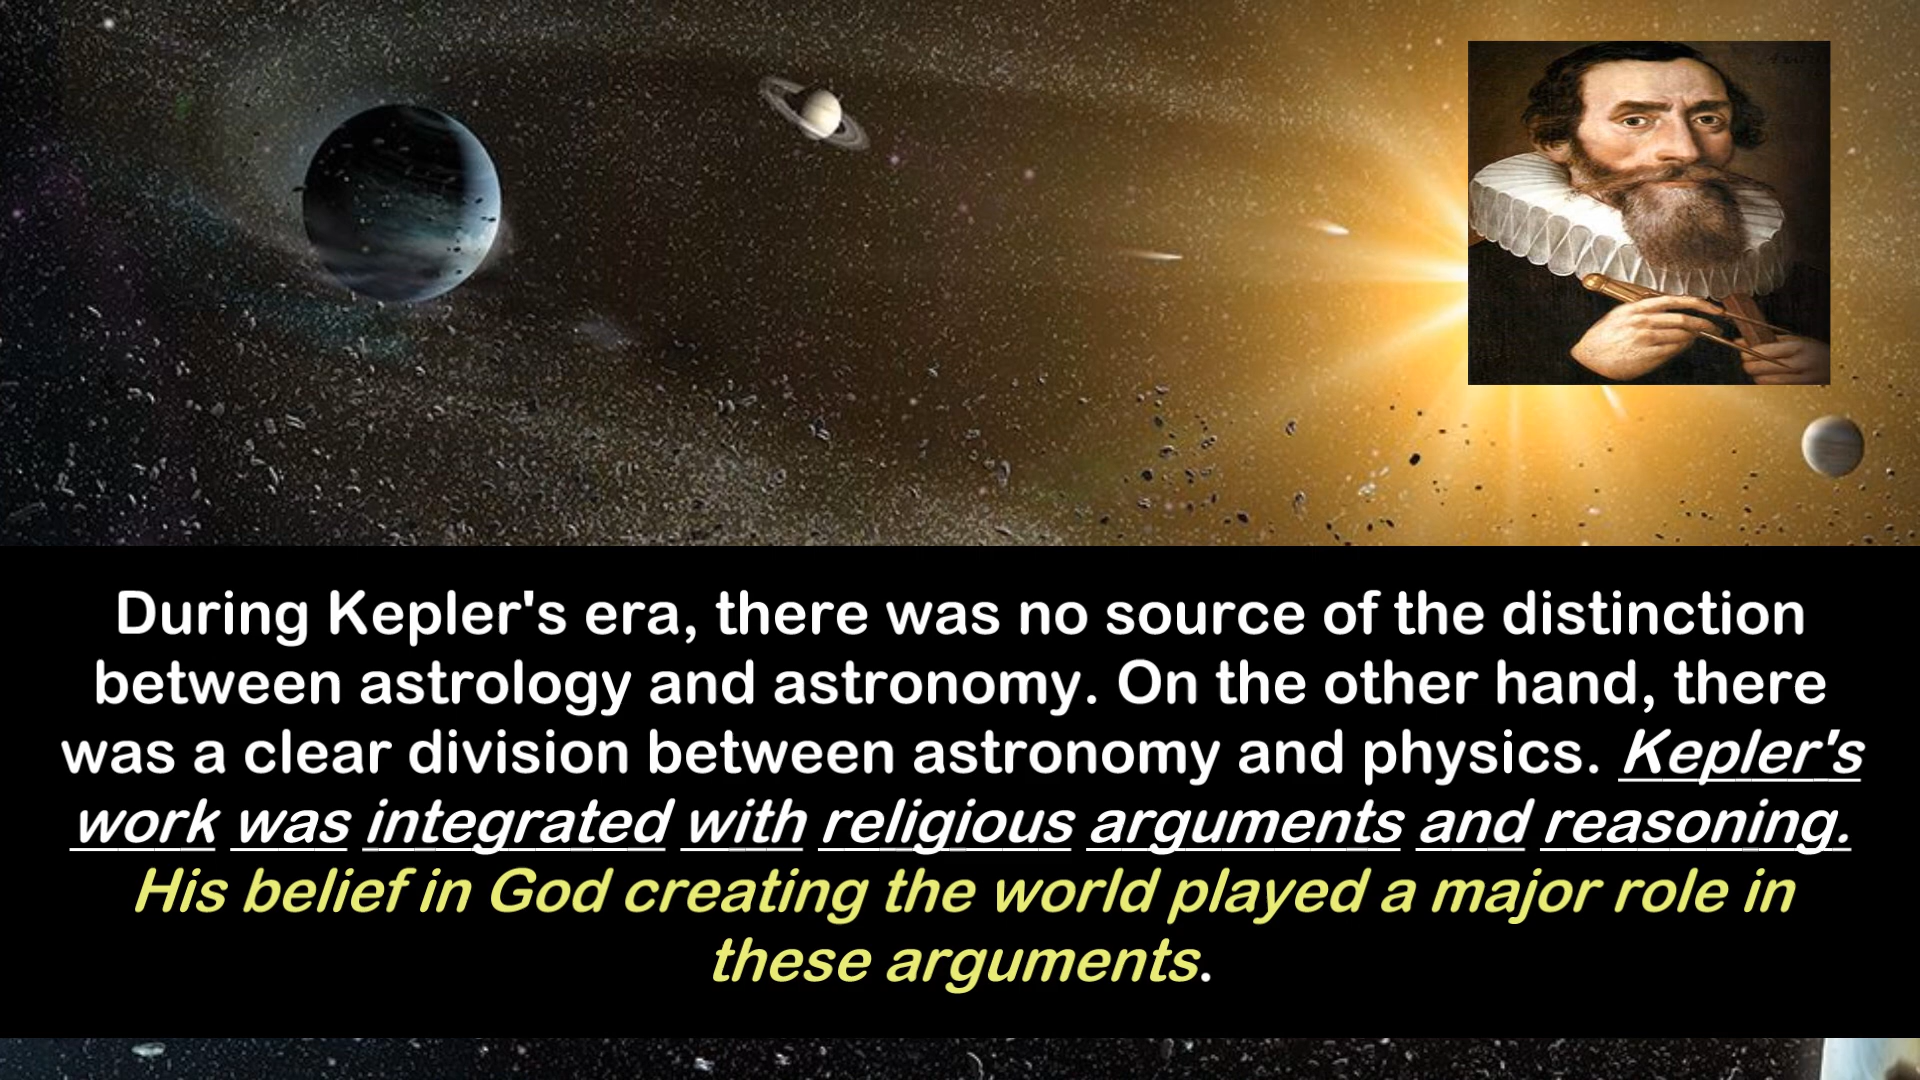 During Kepler's era, there was no source of the distinction
between astrology and astronomy. On the other hand, there
was a clear division between astronomy and physics. Kepler's
work was integrated with religious arguments and reasoning.
His belief in God creating the world played a major role in
these arguments.